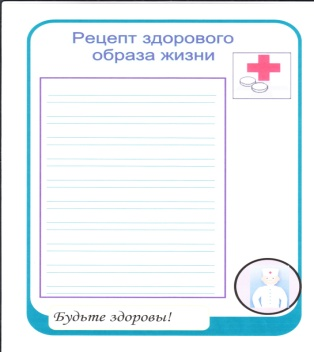 Рецепт здорового
образа жизни
Будьте здоровы!